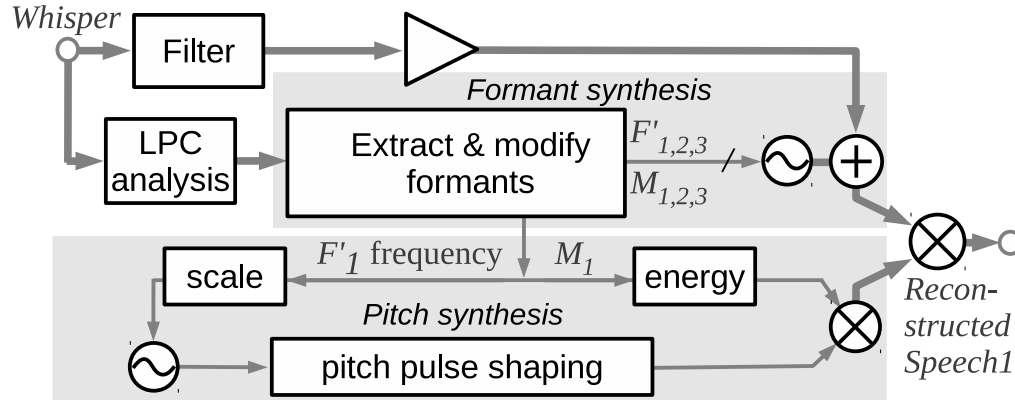 Whisper
Filter
Formant synthesis
LPC
analysis
Extract & modify
formants
F'1,2,3
M1,2,3
F'1 frequency
M1
scale
energy
Pitch synthesis
pitch pulse shaping
Recon-
structed
Speech1